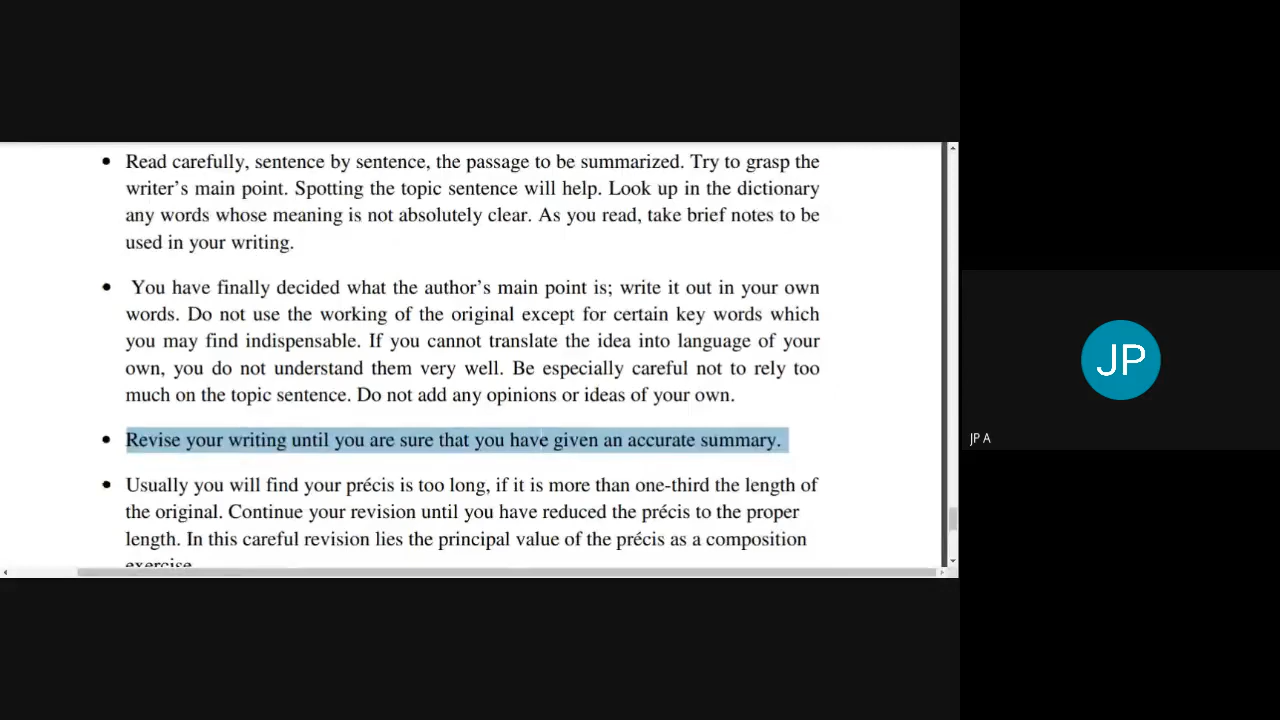 • Read carefully, sentence by sentence, the passage to be summarized. Try to grasp the
writer’s main point. Spotting the topic sentence will help. Look up in the dictionary
any words whose meaning is not absolutely clear. As you read, take brief notes to be
used in your writing.
• You have finally decided what the author’s main point is; write it out in your own
words. Do not use the working of the original except for certain key words which
you may find indispensable. If you cannot translate the idea into language of your
own, you do not understand them very well. Be especially careful not to rely too
much on the topic sentence. Do not add any opinions or ideas of your own.
• Revise your writing until you are sure that you have given an accurate summary.
• Usually you will find your précis is too long, if it is more than one-third the length of
the original. Continue your revision until you have reduced the précis to the proper
length. In this careful revision lies the principal value of the précis as a composition
exercise.
JP
JP A